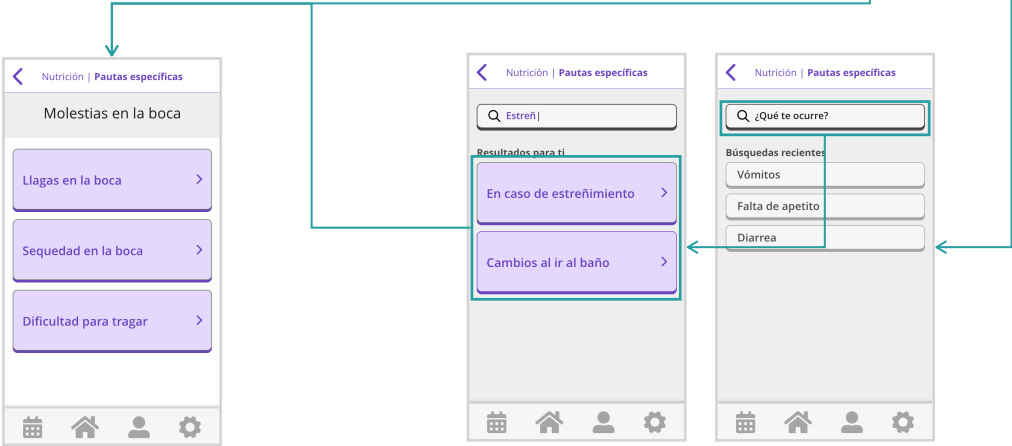 Nutrición | Pautas específicas
Molestias en la boca
Llagas en la boca
Sequedad en la boca
Dificultad para tragar
Nutrición | Pautas específicas
Estreñ|
Resultados para ti
En caso de estreñimiento
Cambios al ir al baño
Nutrición | Pautas específicas
¿Qué te ocurre?
Búsquedas recientes
Vómitos
Falta de apetito
Diarrea